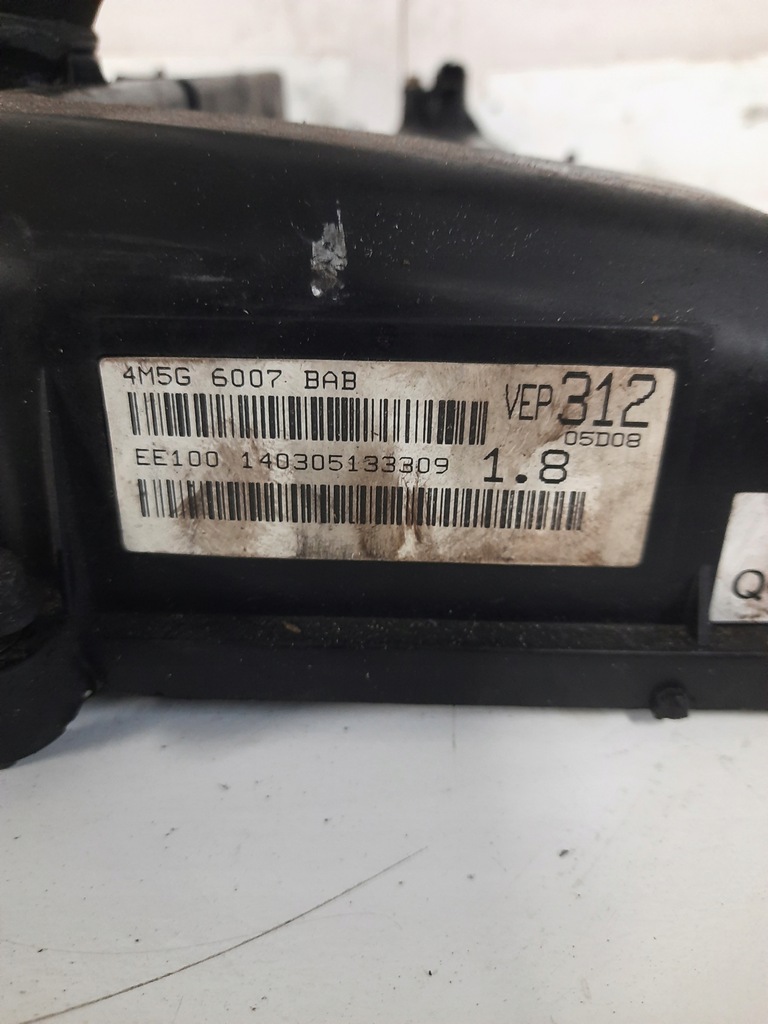 4M5G 6007 BAB
VEP 312
05D08
EE100 140305133309 1.8
Q